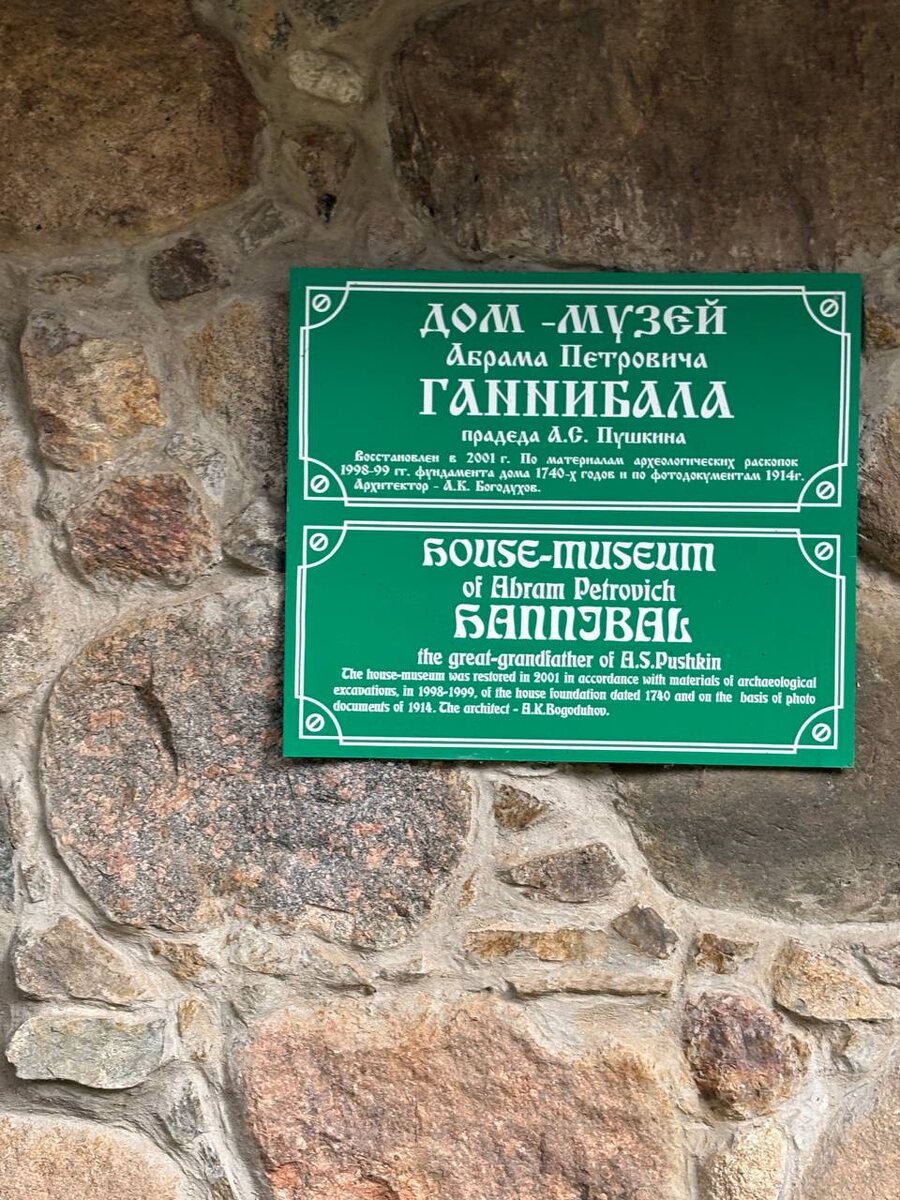 ДОМ -МУЗЕЙ
Абрама Петровича
ГАННИБАЛА
прадеда А.С. Пушкина
Восстановлен в 2001 г. По материалам археологических раскопок
1998-99 гг. фундамента дома 1740-х годов и по фотодокументам 1914г.
Архитектор - А.К. Богодухов.
HOUSE-MUSEUM
of Abram Petrovich
HANNIBAL
the great-grandfather of A.S.Pushkin
The house-museum was restored in 2001 in accordance with materials of archaeological
excavations, in 1998-1999, of the house foundation dated 1740 and on the basis of photo
documents of 1914. The architect - A.K.Bogoduhov.